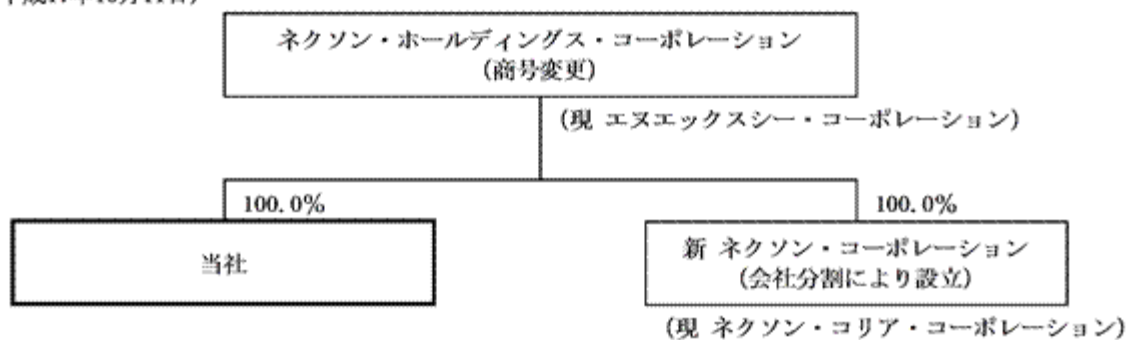 ネクソン・ホールディングス・コーポレーション
(商号変更)
(現 エヌエックスシー・コーポレーション)
100.0%
100.0%
当社
新 ネクソン・コーポレーション
(会社分割により設立)
(現 ネクソン・コリア・コーポレーション)